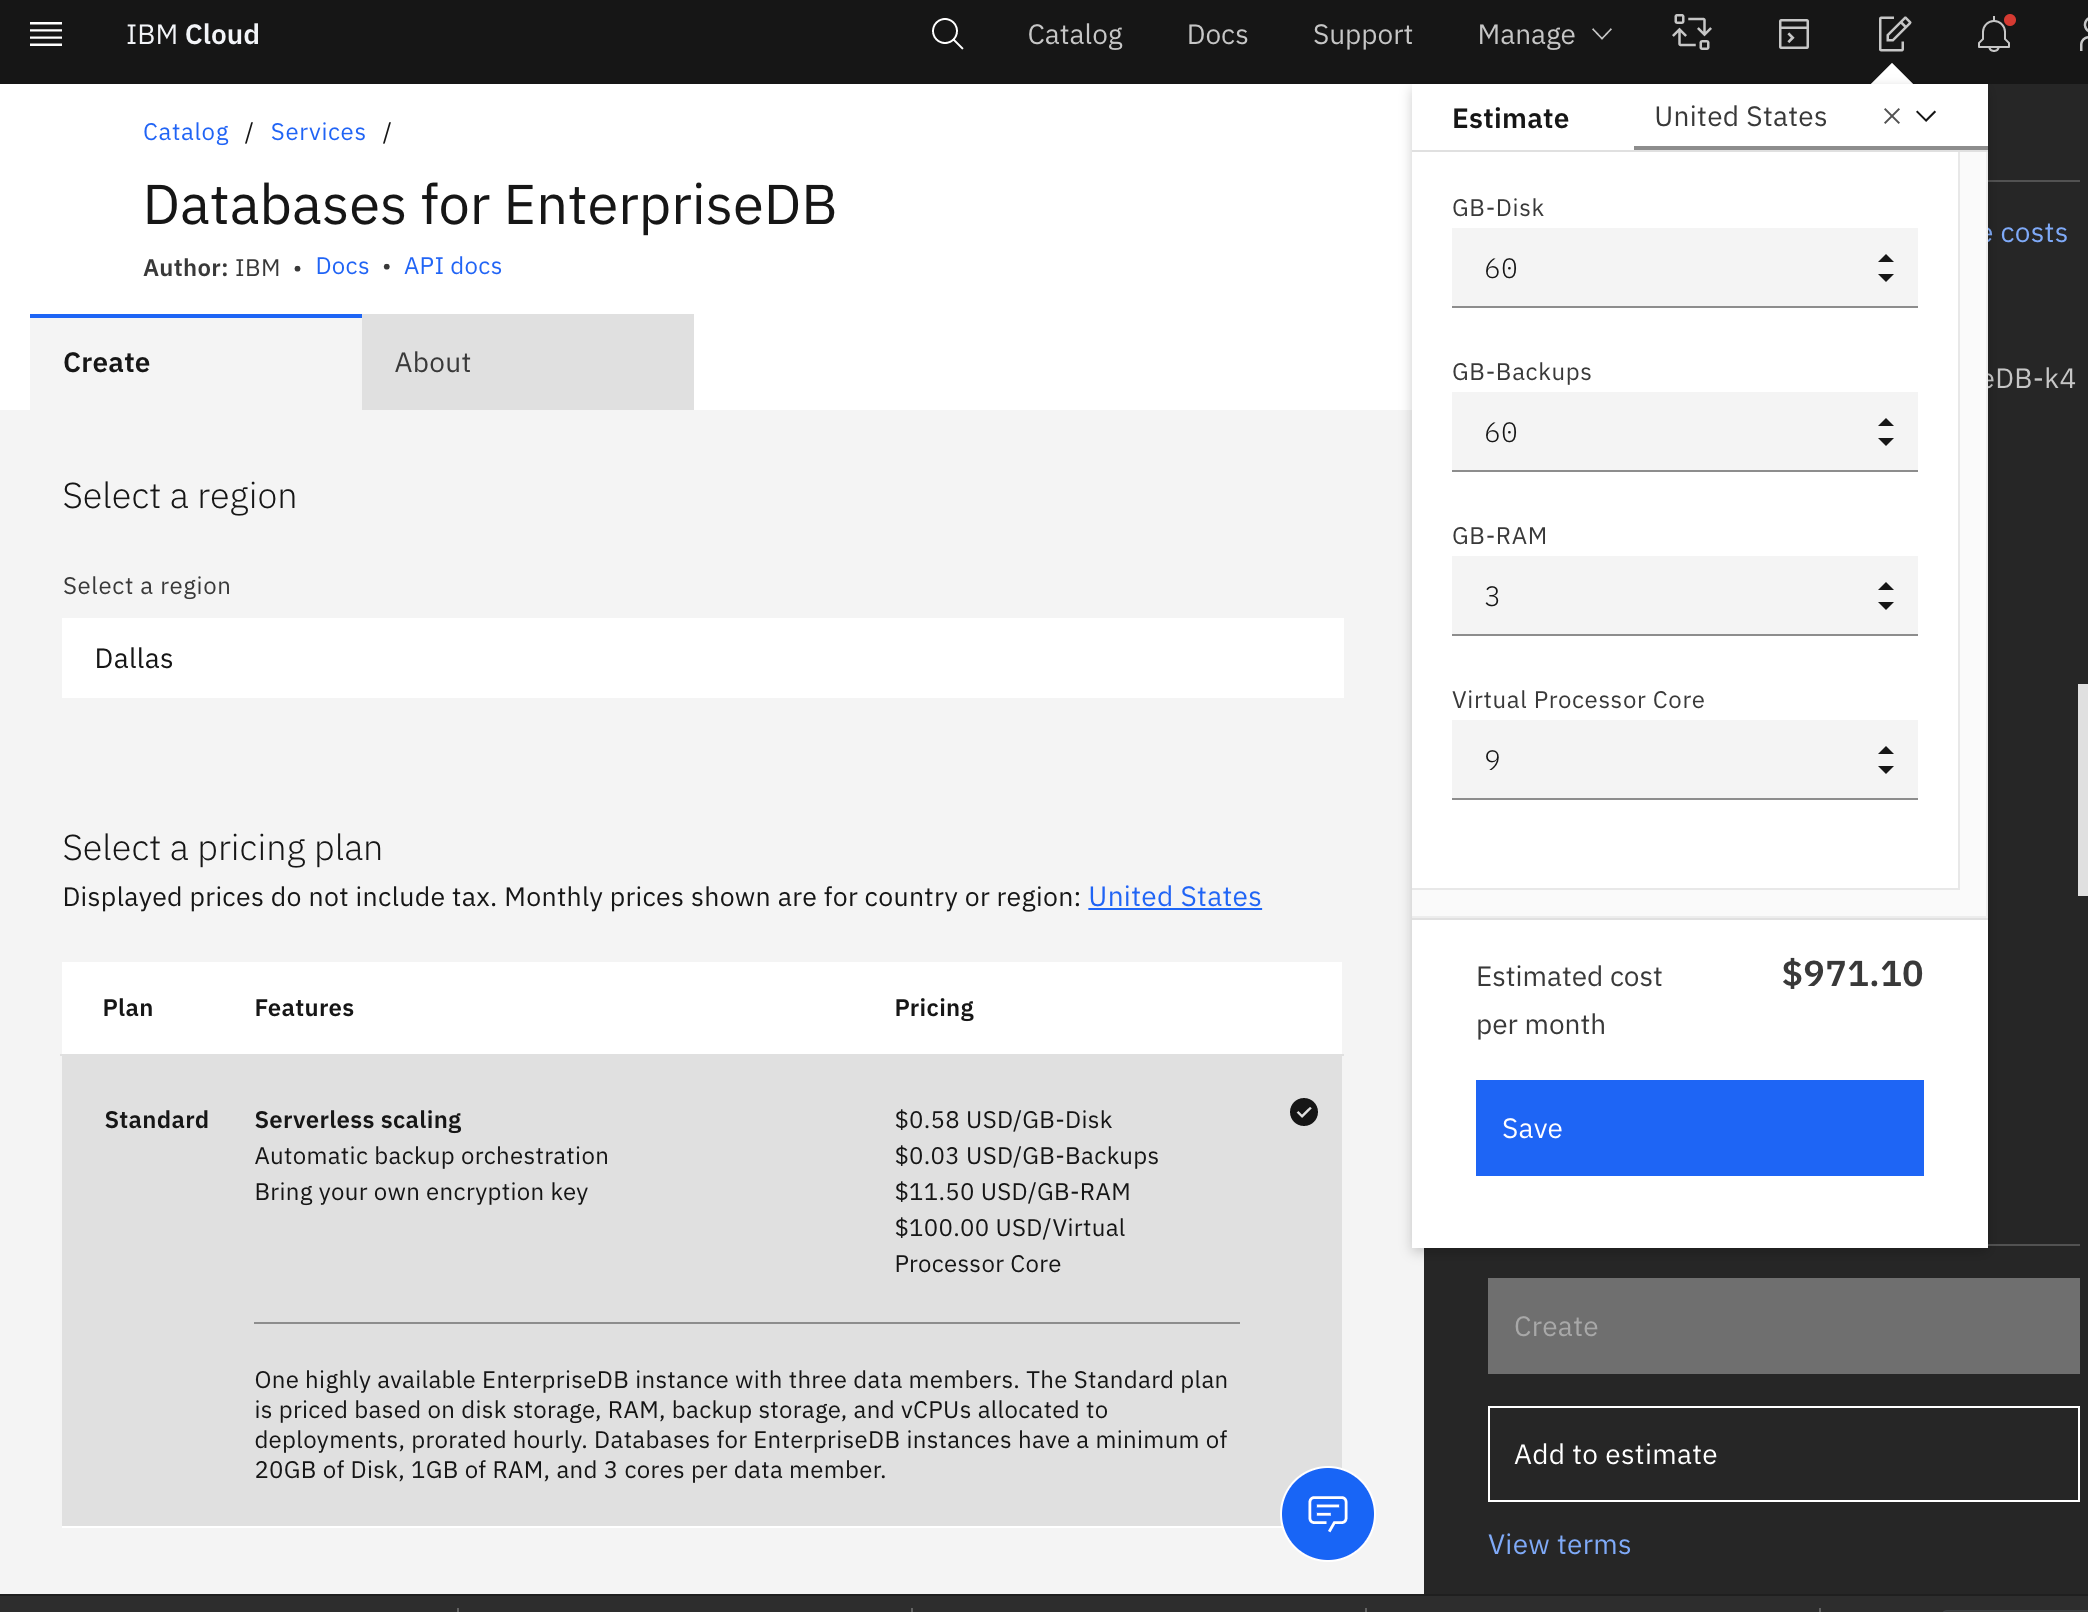 IBM Cloud
Catalog
Docs
Support
Manage
Catalog / Services /
Databases for EnterpriseDB
Author: IBM • Docs • API docs
Create
About
Select a region
Select a region
Dallas
Select a pricing plan
Displayed prices do not include tax. Monthly prices shown are for country or region: United States
Plan
Features
Pricing
Standard
Serverless scaling
Automatic backup orchestration
Bring your own encryption key
$0.58 USD/GB-Disk
$0.03 USD/GB-Backups
$11.50 USD/GB-RAM
$100.00 USD/Virtual
Processor Core
One highly available EnterpriseDB instance with three data members. The Standard plan
is priced based on disk storage, RAM, backup storage, and vCPUs allocated to
deployments, prorated hourly. Databases for EnterpriseDB instances have a minimum of
20GB of Disk, 1GB of RAM, and 3 cores per data member.
Estimate
United States
GB-Disk
60
GB-Backups
60
GB-RAM
3
Virtual Processor Core
9
Estimated cost
per month
$971.10
Save
costs
eDB-k4
Create
Add to estimate
View terms